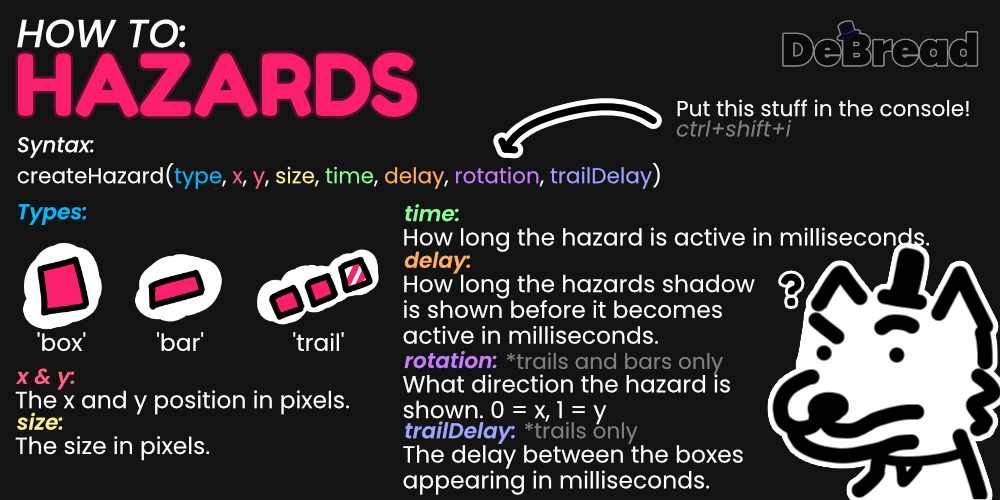 HOW TO:
HAZARDS
DeBread
Put this stuff in the console!
ctrl+shift+i
Syntax:
createHazard(type, x, y, size, time, delay, rotation, trailDelay)
Types:
'box' 'bar' 'trail'
x & y:
The x and y position in pixels.
size:
The size in pixels.
time:
How long the hazard is active in milliseconds.
delay:
How long the hazards shadow
is shown before it becomes
active in milliseconds.
rotation: *trails and bars only
What direction the hazard is
shown. 0 = x, 1 = y
trailDelay: *trails only
The delay between the boxes
appearing in milliseconds.
?